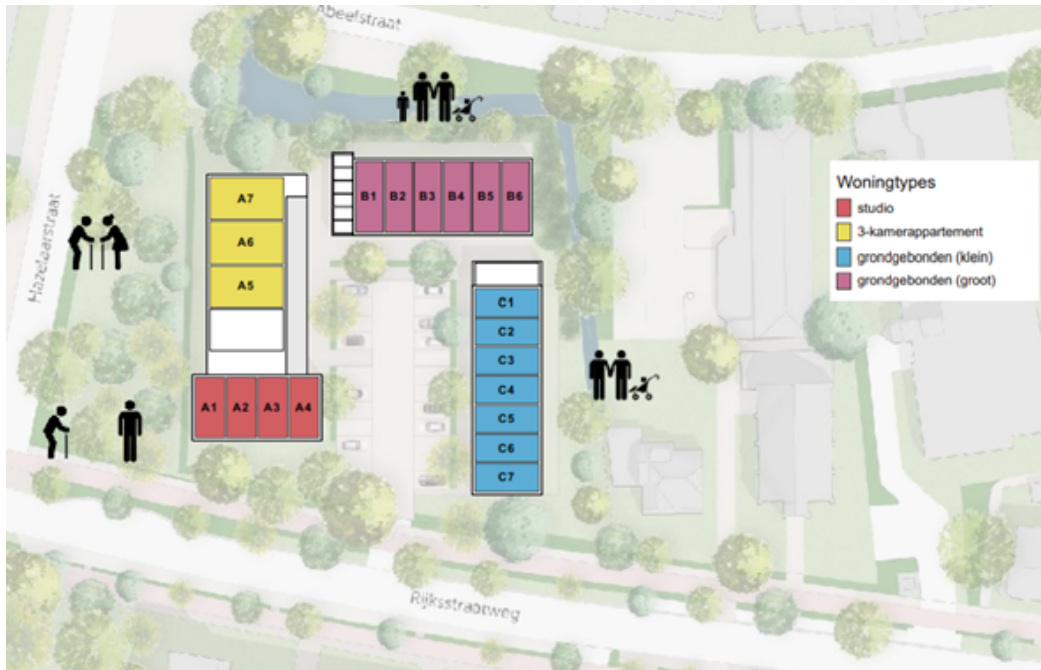 Abeelstraat
Hazelaarstraat
A7
A6
A5
A1 A2 A3 A4
B1 B2 B3 B4 B5 B6
C1
C2
C3
C4
C5
C6
C7
Woningtypes
studio
3-kamerappartement
grondgebonden (klein)
grondgebonden (groot)
Rijksstraatweg